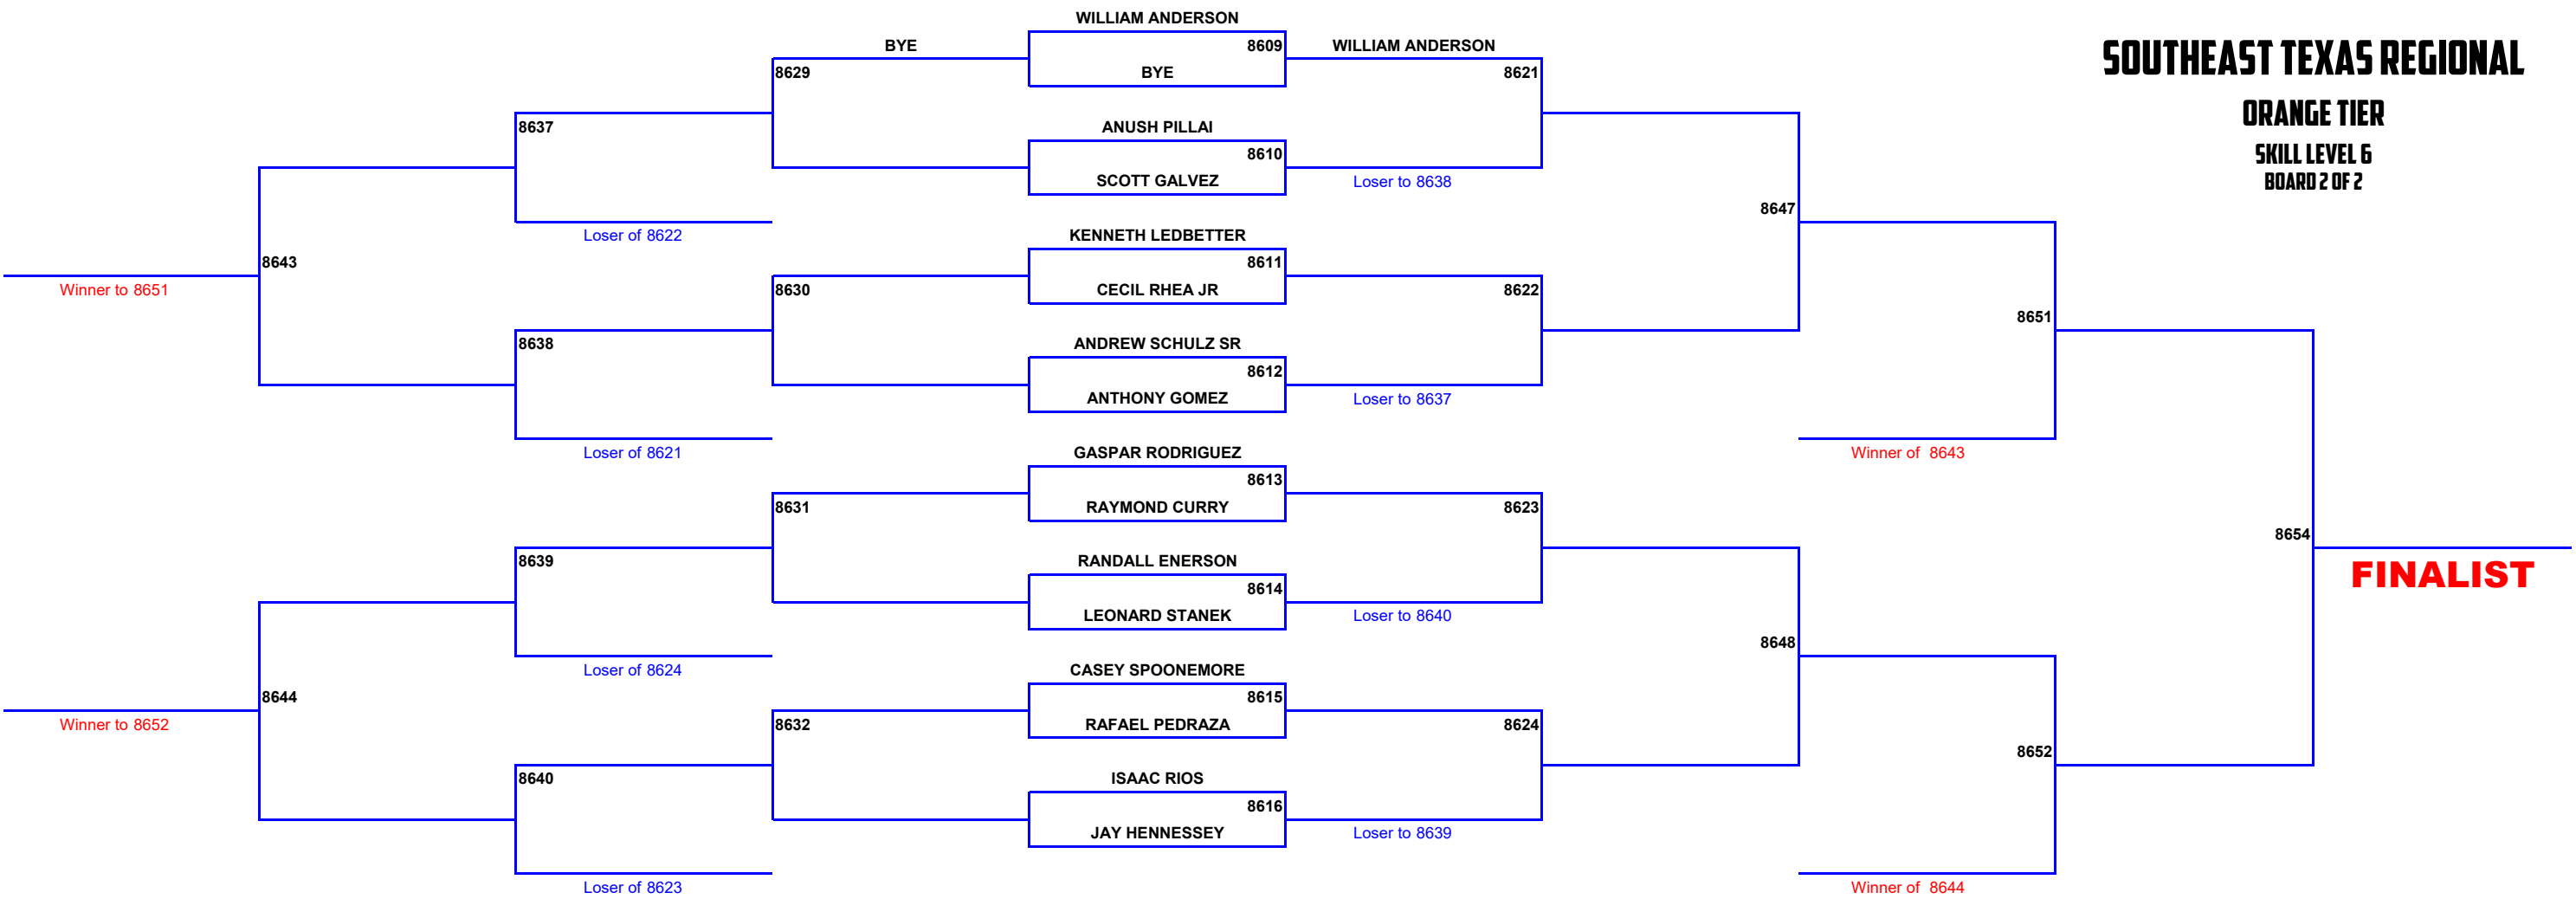 WILLIAM ANDERSON
BYE
8609
WILLIAM ANDERSON
SOUTHEAST TEXAS REGIONAL
8629
BYE
8621
ORANGE TIER
8637
ANUSH PILLAI
8610
SKILL LEVEL 6
SCOTT GALVEZ
Loser to 8638
BOARD 2 OF 2
8647
Loser of 8622
KENNETH LEDBETTER
8643
8611
Winner to 8651
8630
CECIL RHEA JR
8622
8651
8638
ANDREW SCHULZ SR
8612
ANTHONY GOMEZ
Loser to 8637
Loser of 8621
GASPAR RODRIGUEZ
Winner of 8643
8613
8631
RAYMOND CURRY
8623
8654
8639
RANDALL ENERSON
FINALIST
8614
LEONARD STANEK
Loser to 8640
8648
Loser of 8624
CASEY SPOONEMORE
8644
8615
Winner to 8652
8632
RAFAEL PEDRAZA
8624
8652
8640
ISAAC RIOS
8616
JAY HENNESSEY
Loser to 8639
Loser of 8623
Winner of 8644